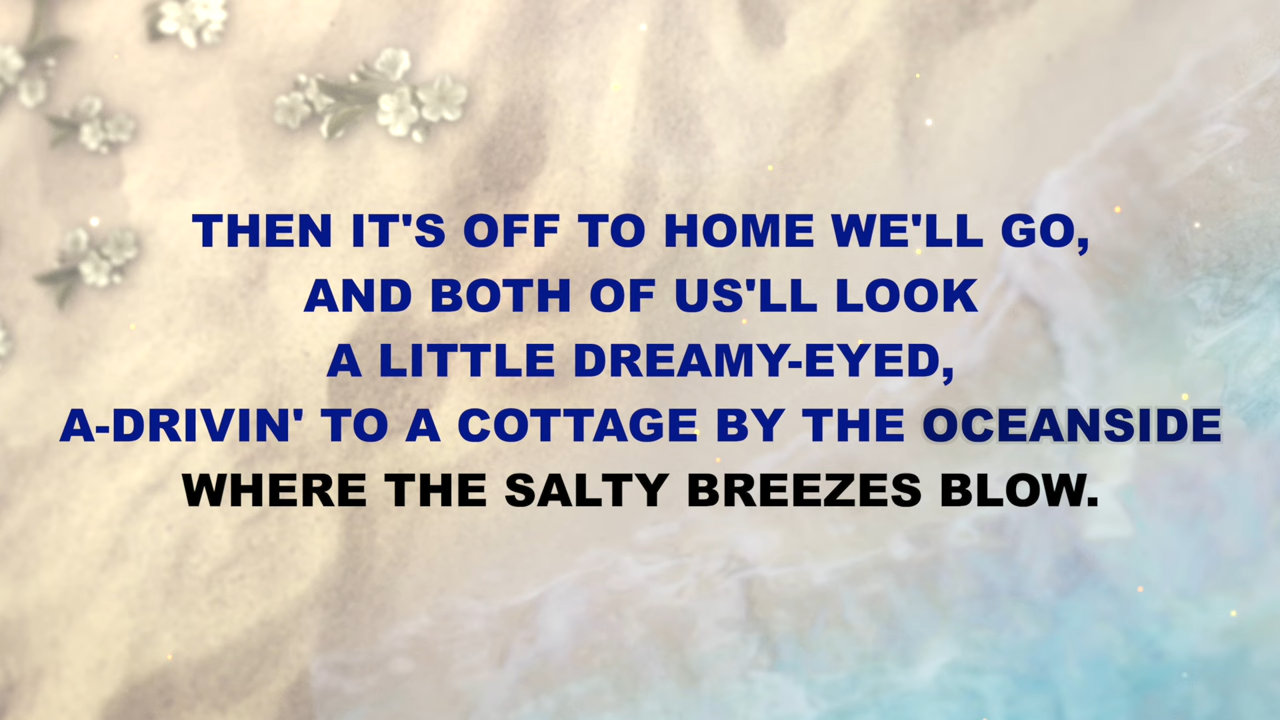 THEN IT'S OFF TO HOME WE'LL GO,
AND BOTH OF US'LL LOOK
A LITTLE DREAMY-EYED,
A-DRIVIN' TO A COTTAGE BY THE OCEANSIDE
WHERE THE SALTY BREEZES BLOW.